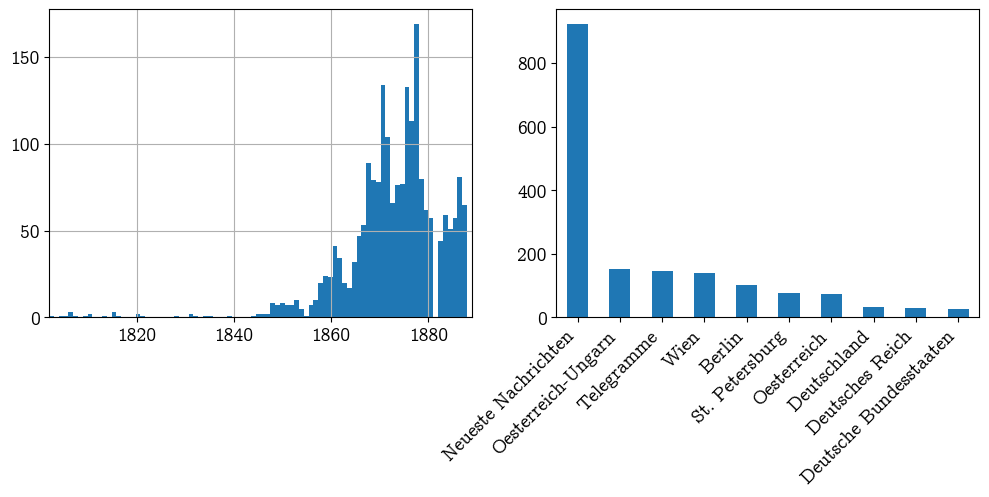 150
100
50
0
1820 1840 1860 1880
800
600
400
200
0
Neueste Nachrichten
Oesterreich-Ungarn
Telegramme
Wien
Berlin
St. Petersburg
Oesterreich
Deutschland
Deutsches Reich
Deutsche Bundesstaaten